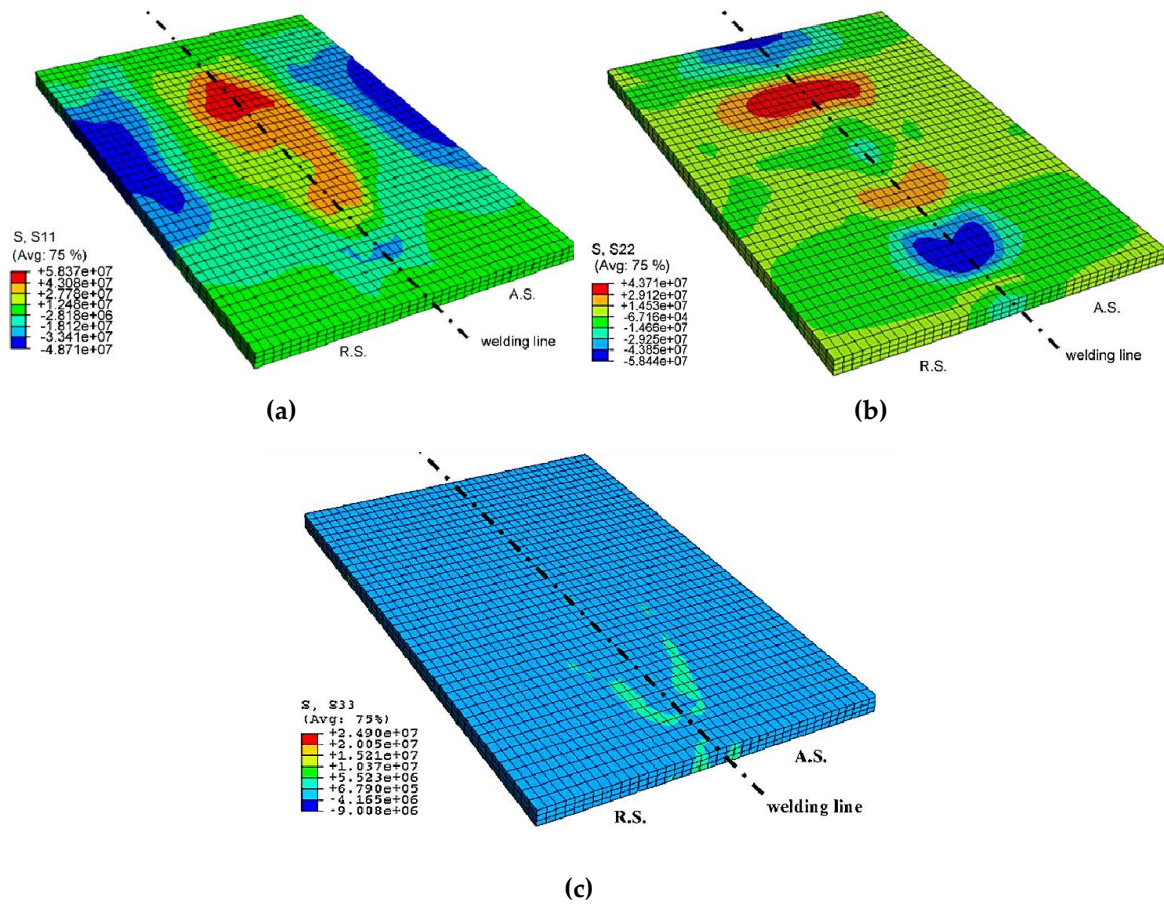 S, S11
(Avg: 75 %)
+5.837e+07
+4.308e+07
+2.778e+07
+1.248e+07
-2.818e+06
-1.812e+07
-3.341e+07
-4.871e+07
A.S.
R.S.
welding line
(a)
S, S22
(Avg: 75 %)
+4.371e+07
+2.912e+07
+1.453e+07
-6.716e+04
-1.466e+07
-2.925e+07
-4.385e+07
-5.844e+07
A.S.
R.S.
welding line
(b)
S, S33
(Avg: 75%)
+2.490e+07
+2.005e+07
+1.521e+07
+1.037e+07
+5.523e+06
+6.790e+05
-4.165e+06
-9.008e+06
A.S.
R.S.
welding line
(c)